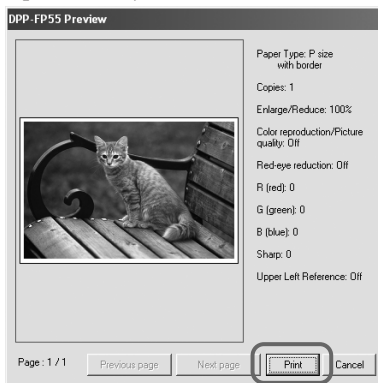 DPP-FP55 Preview
Paper Type: P size
with border
Copies: 1
Enlarge/Reduce: 100%
Color reproduction/Picture
quality: Off
Red-eye reduction: Off
R (red): 0
G (green): 0
B (blue): 0
Sharp: 0
Upper Left Reference: Off
Page : 1 / 1
Previous page
Next page
Print
Cancel